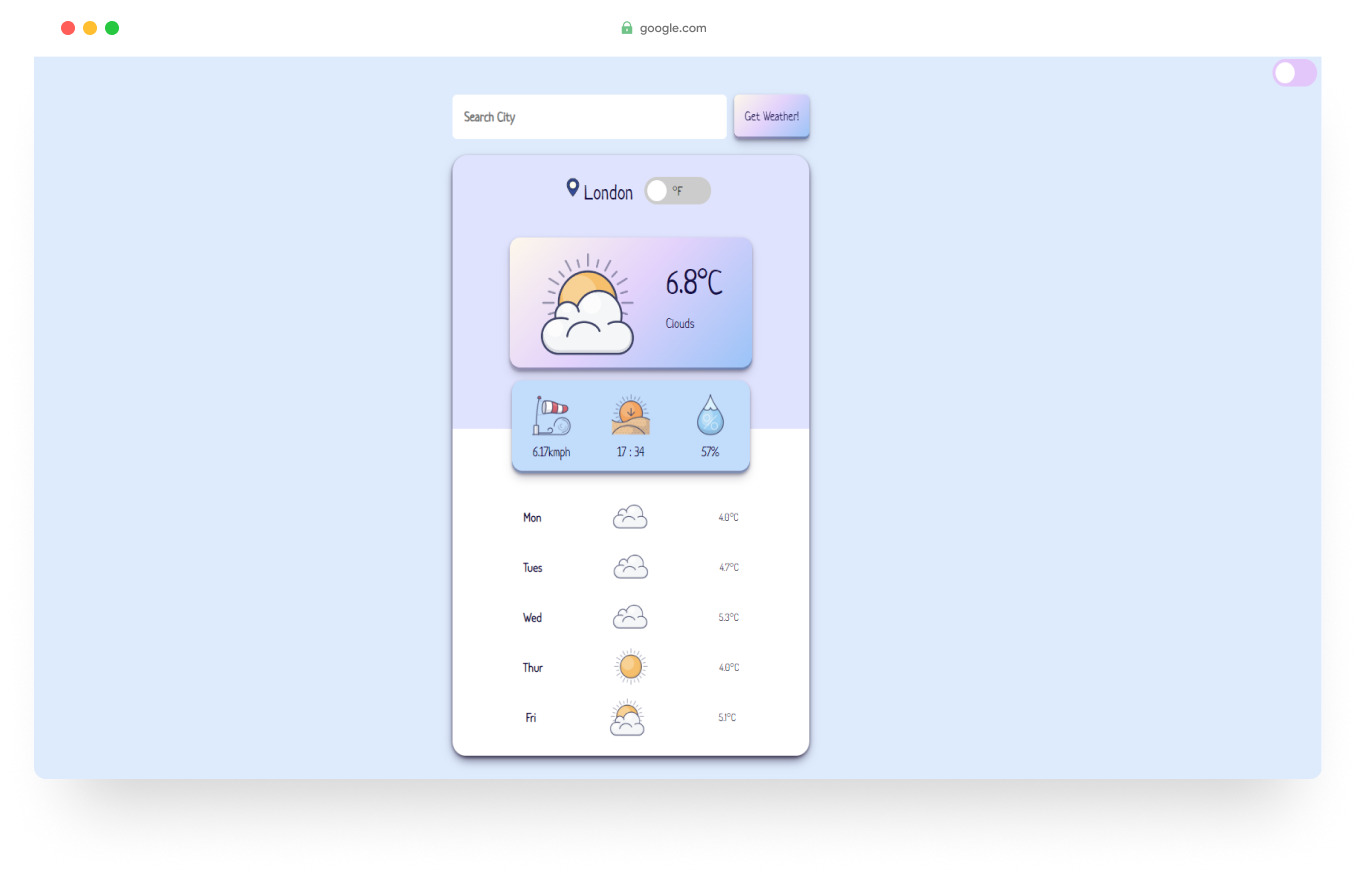 google.com
Search City
Get Weather!
London
°F
6.8°C
Clouds
6.17kmph
17 : 34
57%
Mon
4.0°C
Tues
4.7°C
Wed
5.3°C
Thur
4.0°C
Fri
5.1°C